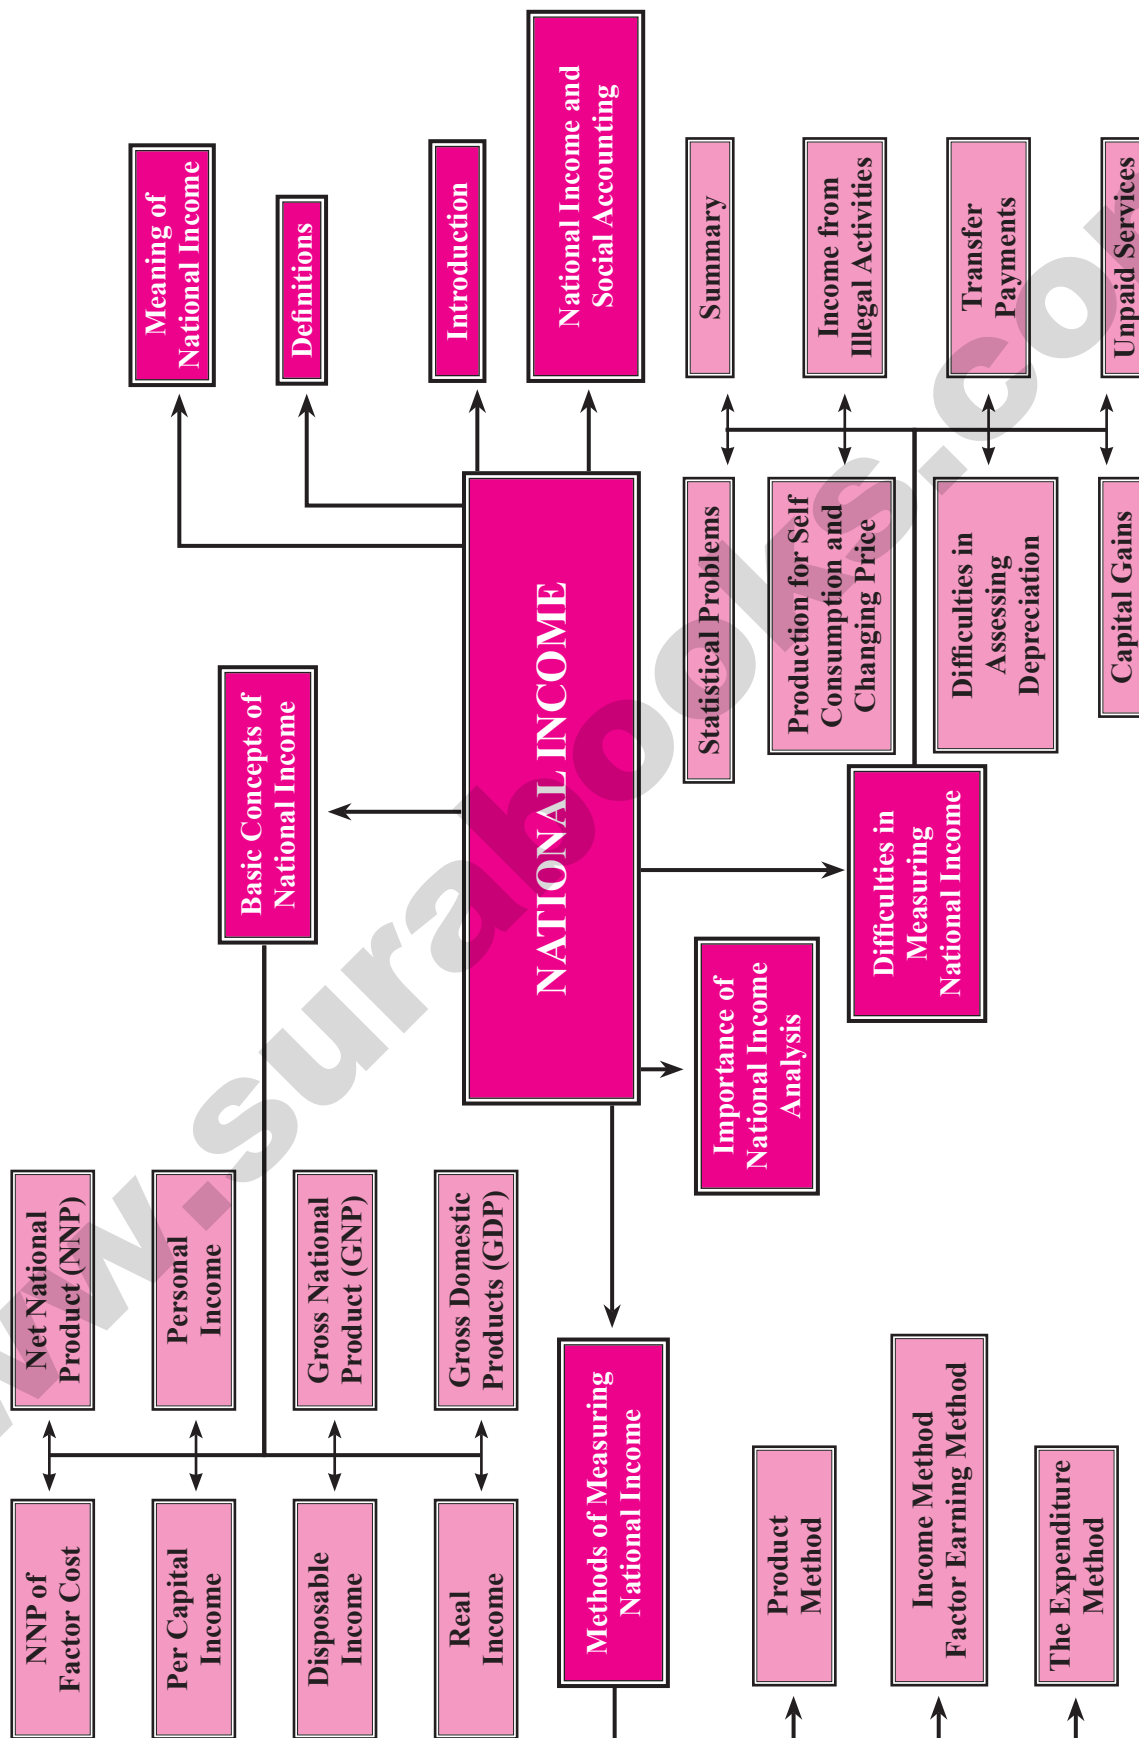 NNP of
Factor Cost
Net National
Product (NNP)
Per Capital
Income
Personal
Income
Disposable
Income
Gross National
Product (GNP)
Real
Income
Gross Domestic
Products (GDP)
Basic Concepts of
National Income
Meaning of
National Income
Definitions
Introduction
National Income and
Social Accounting
NATIONAL INCOME
Methods of Measuring
National Income
Product
Method
Income Method
Factor Earning Method
The Expenditure
Method
Importance of
National Income
Analysis
Difficulties in
Measuring
National Income
Statistical Problems
Summary
Production for Self
Consumption and
Changing Price
Income from
Illegal Activities
Difficulties in
Assessing
Depreciation
Transfer
Payments
Capital Gains
Unpaid Services
www.surabooks.com